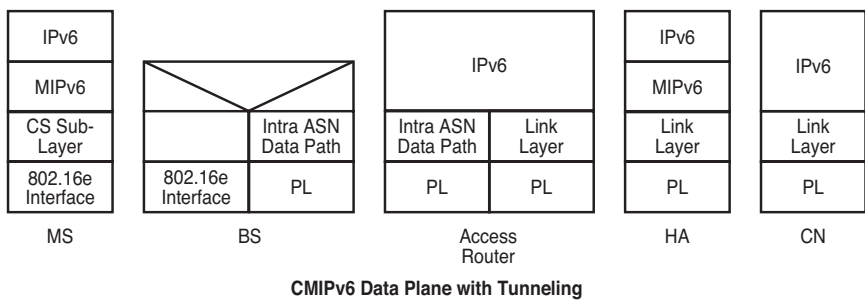 IPv6
MIPv6
CS Sub-
Layer
802.16e
Interface
MS
Intra ASN
Data Path
802.16e
Interface
PL
BS
IPv6
Intra ASN
Data Path
Link
Layer
PL
PL
Access
Router
IPv6
MIPv6
Link
Layer
PL
HA
IPv6
Link
Layer
PL
CN
CMIPv6 Data Plane with Tunneling